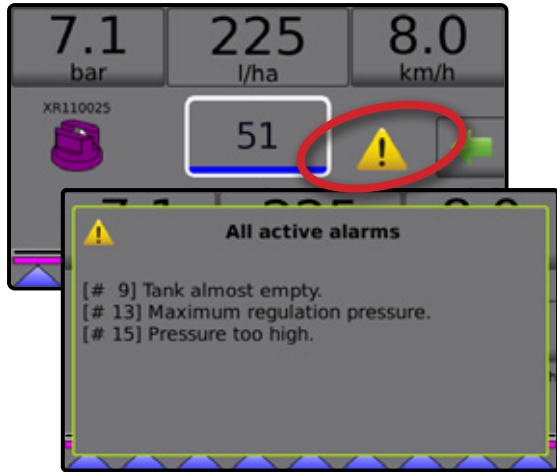 7.1
225
8.0
bar
l/ha
km/h
XR110025
51
All active alarms
[# 9] Tank almost empty.
[# 13] Maximum regulation pressure.
[# 15] Pressure too high.